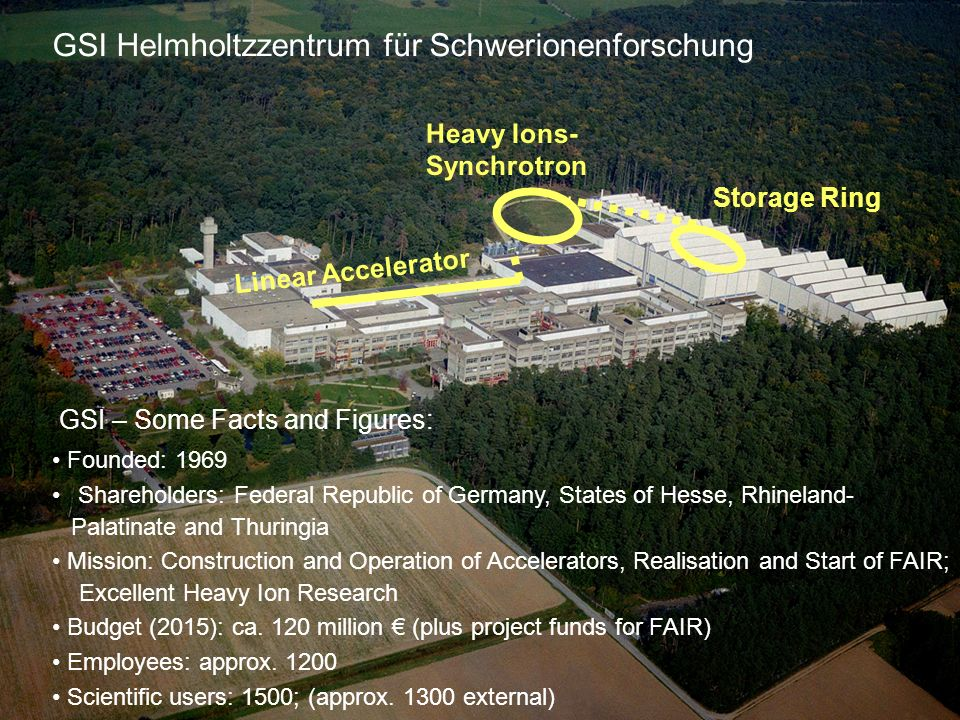 GSI Helmholtzzentrum für Schwerionenforschung
Heavy Ions-
Synchrotron
Storage Ring
Linear Accelerator
GSI – Some Facts and Figures:
• Founded: 1969
• Shareholders: Federal Republic of Germany, States of Hesse, Rhineland-
Palatinate and Thuringia
• Mission: Construction and Operation of Accelerators, Realisation and Start of FAIR;
Excellent Heavy Ion Research
• Budget (2015): ca. 120 million € (plus project funds for FAIR)
• Employees: approx. 1200
• Scientific users: 1500; (approx. 1300 external)